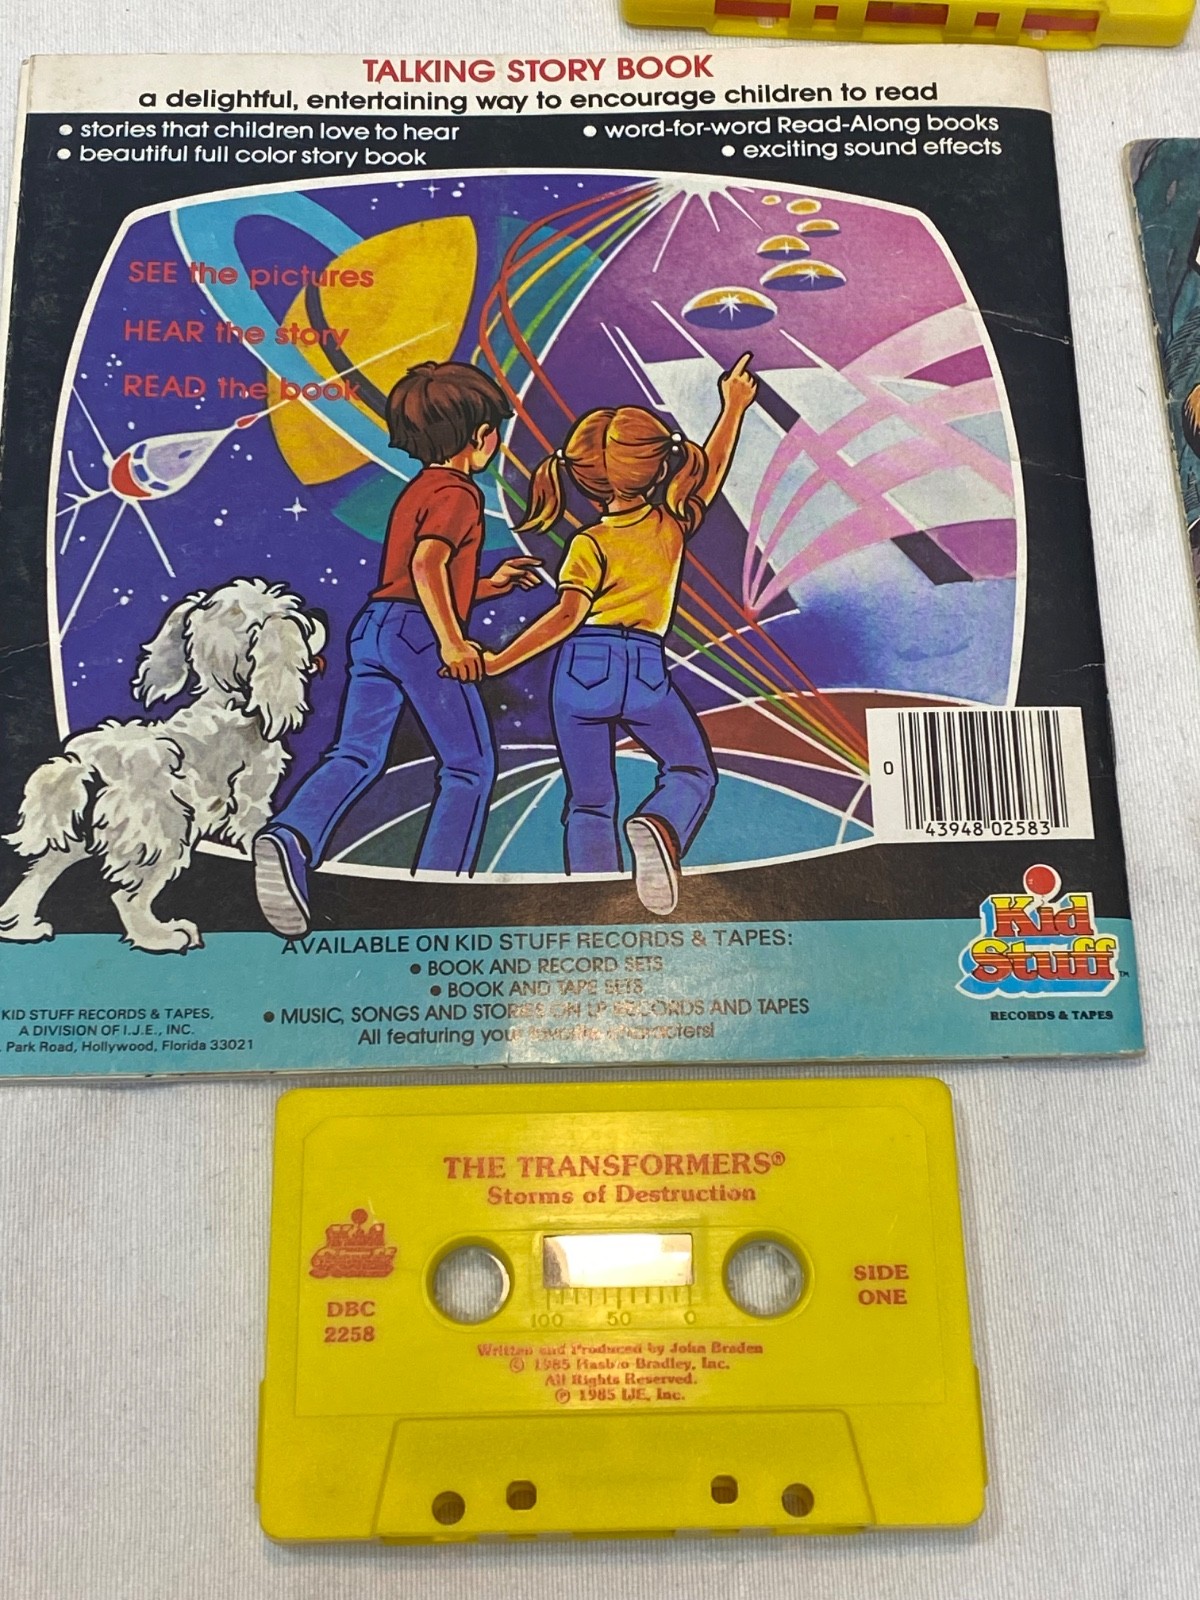 TALKING STORY BOOK
a delightful, entertaining way to encourage children to read
• stories that children love to hear
• beautiful full color story book
• word-for-word Read-Along books
• exciting sound effects
SEE the pictures
HEAR the story
READ the book
0
43948 02583
Kid
Stuff™
RECORDS & TAPES
AVAILABLE ON KID STUFF RECORDS & TAPES:
• BOOK AND RECORD SETS
• BOOK AND TAPE SETS
• MUSIC, SONGS AND STORIES ON LP RECORDS AND TAPES
All featuring your favorite characters!
KID STUFF RECORDS & TAPES,
A DIVISION OF I.J.E., INC.
Park Road, Hollywood, Florida 33021
THE TRANSFORMERS®
Storms of Destruction
Kid
Stuff
DBC
2258
SIDE
ONE
100 50 0
Written and Produced by John Braden
© 1985 Hasbro Bradley, Inc.
All Rights Reserved.
℗ 1985 IJE, Inc.